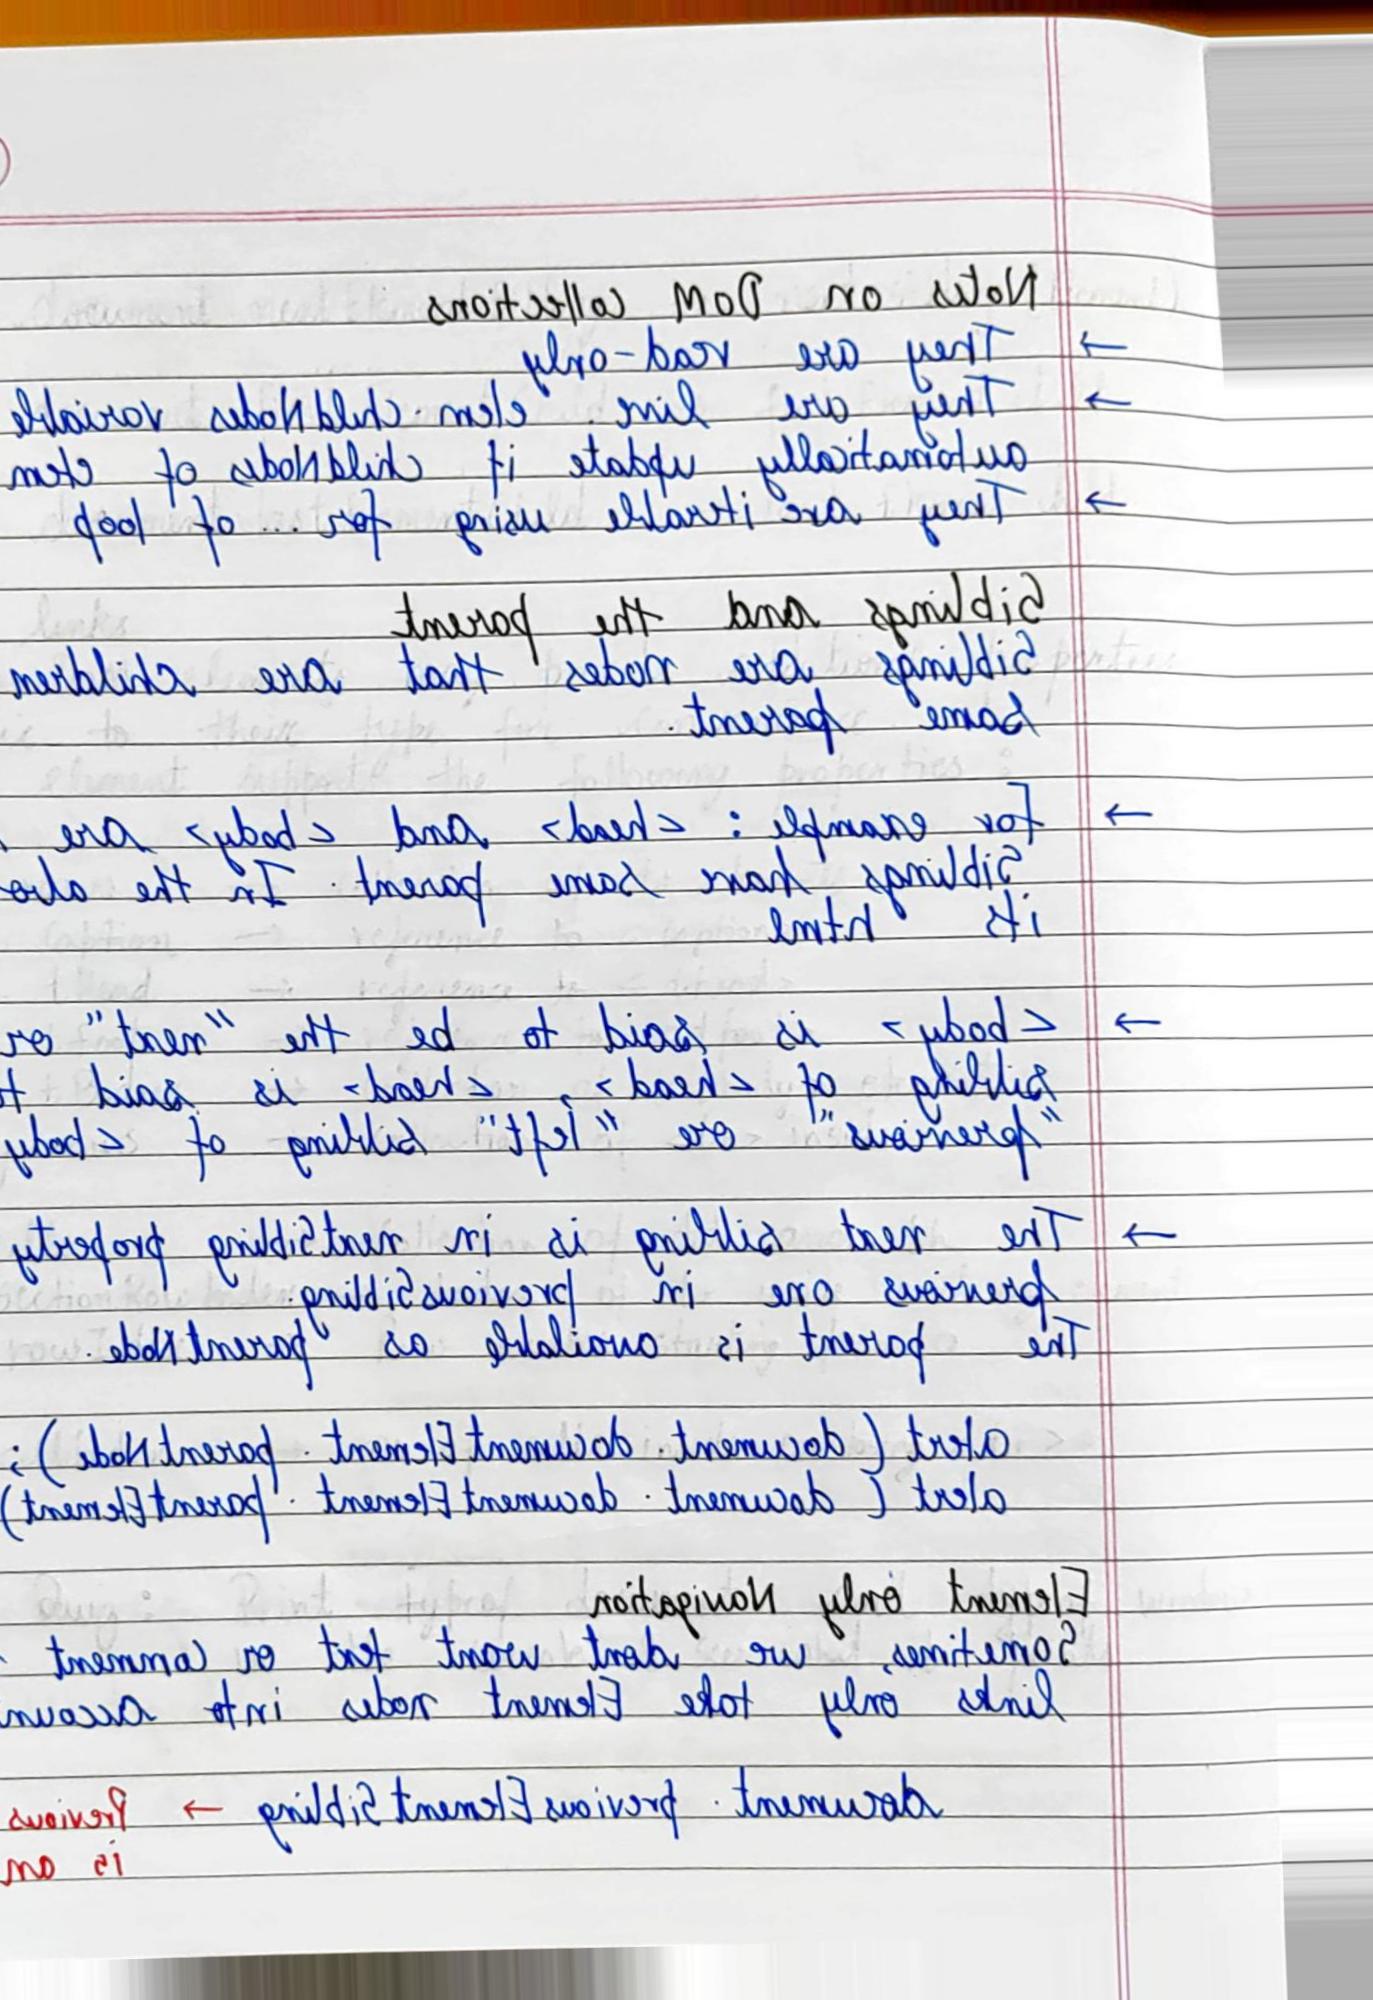 Notes on DOM collections
→ They are read-only
→ They are live. elem.childNodes variable
automatically update if childNodes of elem
→ They are iterable using for...of loop
Siblings and the parent
Siblings are nodes that are children
same parent.
→ For example: <head> and <body> are
Siblings have same parent. In the
its html
→ <body> is said to be the "next" or
sibling of <head>, <head> is said
"previous" ore "left" sibling of <body
→ The next sibling is in nextSibling property
previous one in previousSibling.
The parent is available as parentNode.
alert (document. documentElement. parentNode);
alert (document. documentElement. parentElement)
Element only Navigation
Sometimes, we dont want text or comment
links only take Element nodes into accoun
document. previousElementSibling → Previous
is an